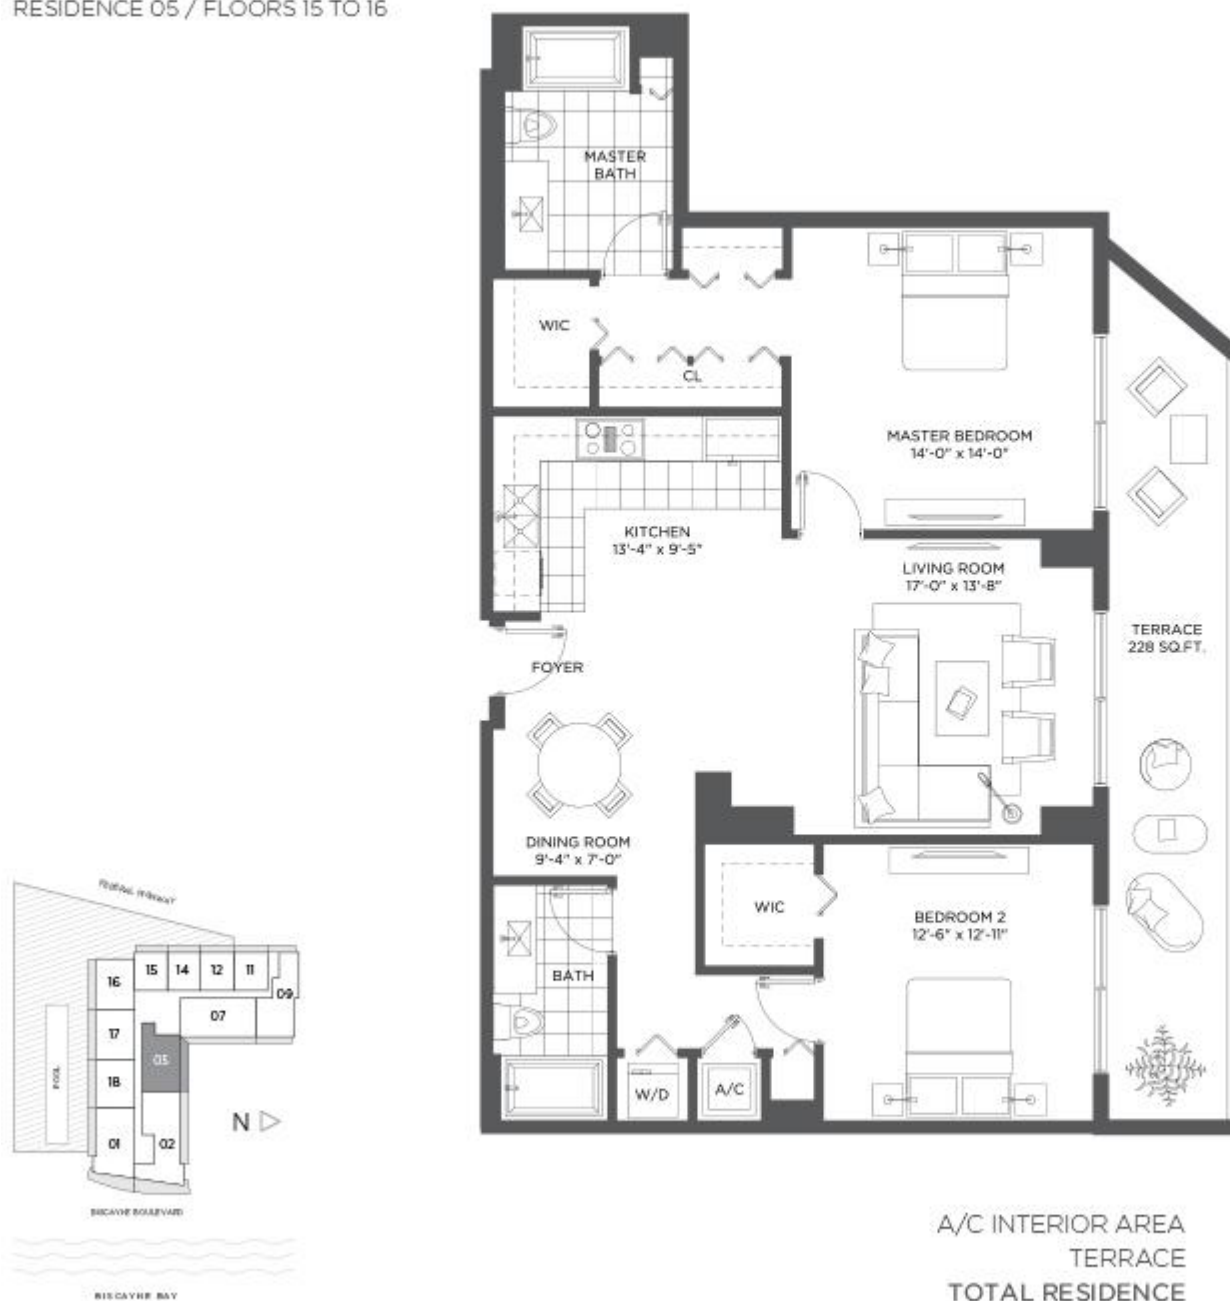 RESIDENCE 05 / FLOORS 15 TO 16
MASTER
BATH
WIC
CL
MASTER BEDROOM
14'-0" x 14'-0"
KITCHEN
13'-4" x 9'-5"
LIVING ROOM
17'-0" x 13'-8"
TERRACE
228 SQ.FT.
FOYER
DINING ROOM
9'-4" x 7'-0"
WIC
BEDROOM 2
12'-6" x 12'-11"
BATH
W/D
A/C
FEDERAL HIGHWAY
16
15
14
12
11
09
07
17
05
18
POOL
01
02
N
BISCAYNE BOULEVARD
BISCAYNE BAY
A/C INTERIOR AREA
TERRACE
TOTAL RESIDENCE